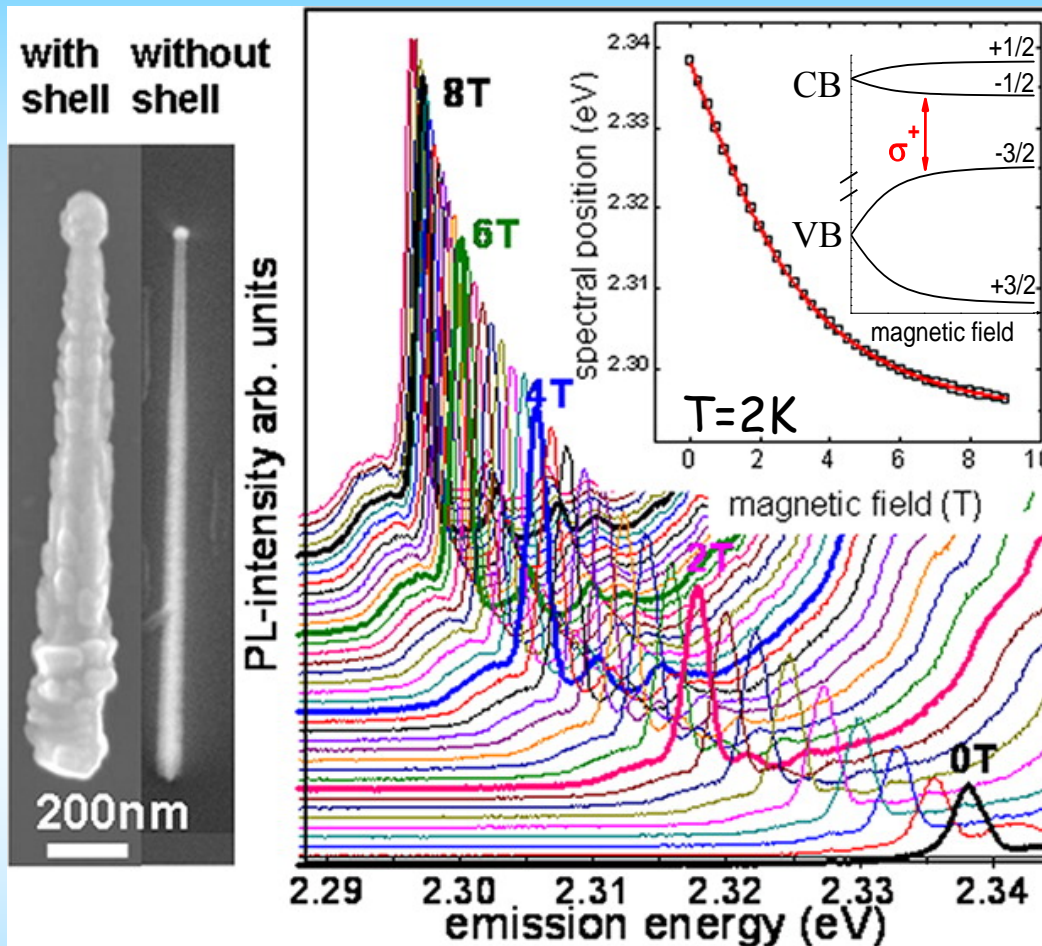 with without
shell shell
200nm
PL-intensity arb. units
8T
6T
4T
2T
0T
2.29 2.30 2.31 2.32 2.33 2.34
emission energy (eV)
spectral position (eV)
2.34
2.33
2.32
2.31
2.30
T=2K
0 2 4 6 8 10
magnetic field (T)
CB
+1/2
-1/2
σ+
-3/2
VB
+3/2
magnetic field